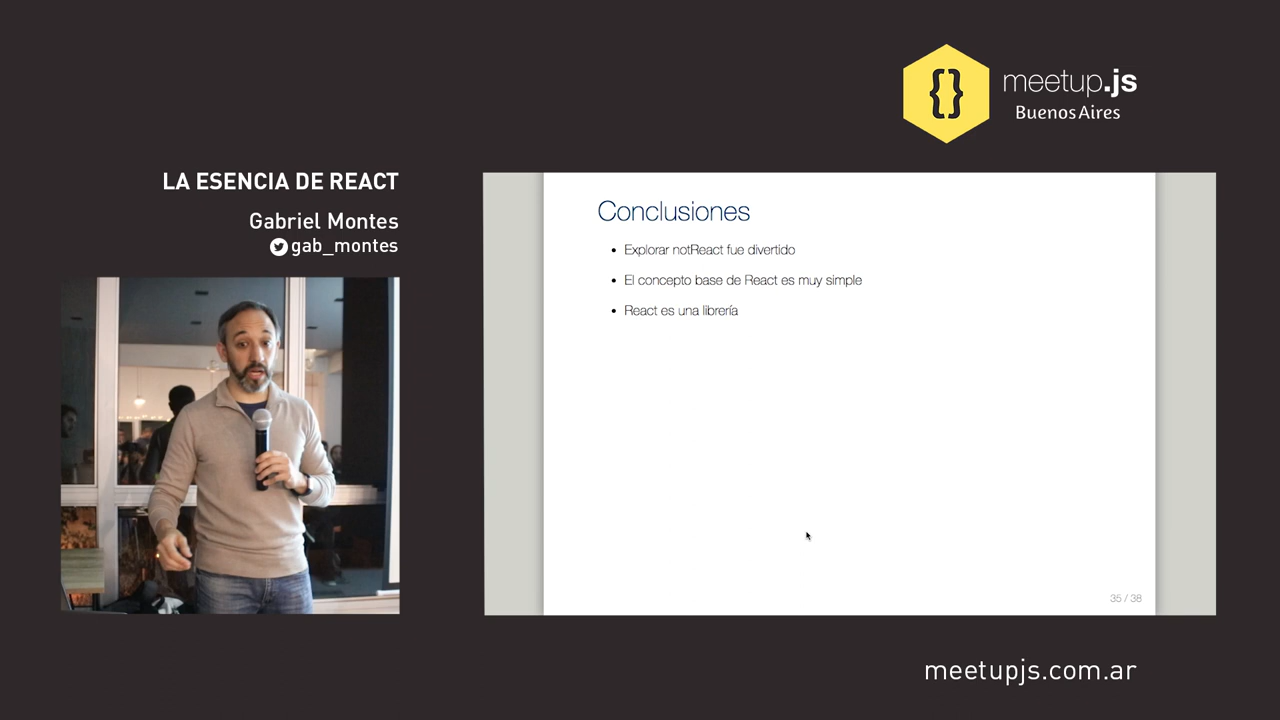 {}
meetup.js
Buenos Aires
LA ESENCIA DE REACT
Gabriel Montes
gab_montes
Conclusiones
• Explorar notReact fue divertido
• El concepto base de React es muy simple
• React es una librería
35 / 38
meetupjs.com.ar